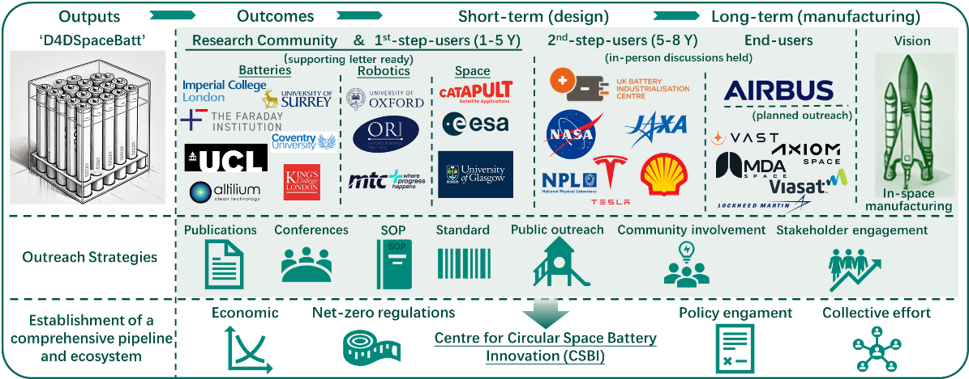 Outputs
Outcomes
Short-term (design)
Long-term (manufacturing)
'D4DSpaceBatt'
Research Community & 1st-step-users (1-5 Y)
(supporting letter ready)
2nd-step-users (5-8 Y)
(in-person discussions held)
End-users
Vision
Batteries
Imperial College
London
UNIVERSITY OF
SURREY
THE FARADAY
INSTITUTION
Coventry
University
UCL
KING'S
College
LONDON
altilium
clean technology
Robotics
UNIVERSITY OF
OXFORD
ORI
mtc
where
progress
happens
Space
CATAPULT
Satellite Applications
esa
University
of Glasgow
UK BATTERY
INDUSTRIALISATION
CENTRE
NASA
JAXA
NPL
National Physical Laboratory
TESLA
AIRBUS
(planned outreach)
VAST
AXIOM
SPACE
MDA
SPACE
Viasat
LOCKHEED MARTIN
In-space
manufacturing
Outreach Strategies
Publications
Conferences
SOP
SOP
Standard
Public outreach
Community involvement
Stakeholder engagement
Establishment of a
comprehensive pipeline
and ecosystem
Economic
Net-zero regulations
Centre for Circular Space Battery
Innovation (CSBI)
Policy engament
Collective effort